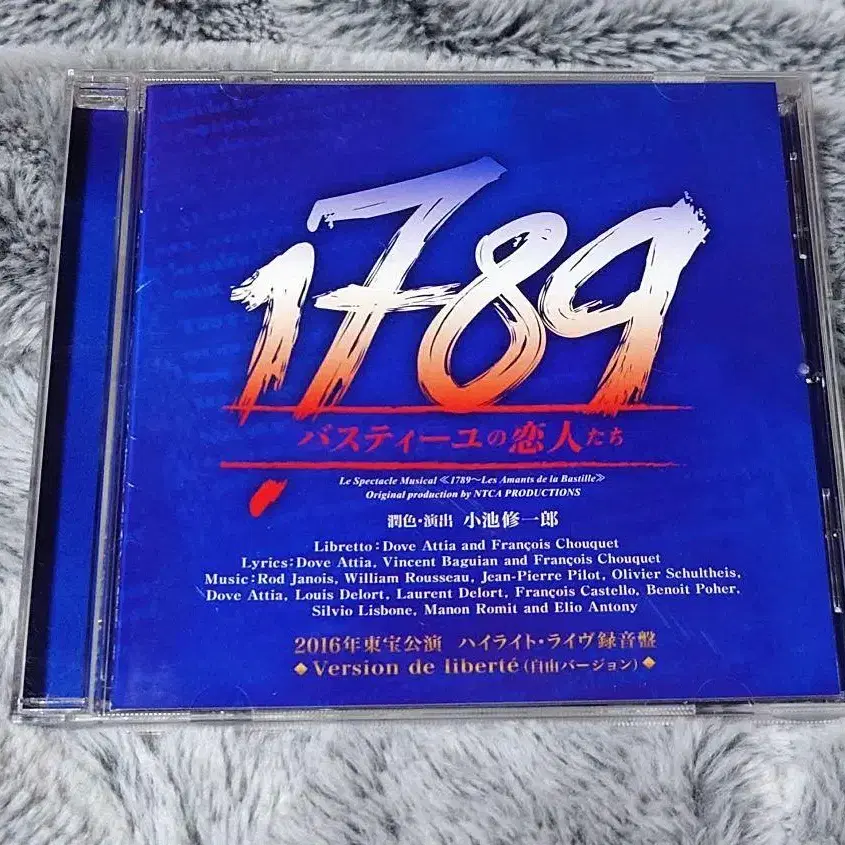 1789
バスティーユの恋人たち
Le Spectacle Musical ≪1789〜Les Amants de la Bastille≫
Original production by NTCA PRODUCTIONS
潤色・演出 小池修一郎
Libretto:Dove Attia and François Chouquet
Lyrics:Dove Attia, Vincent Baguian and François Chouquet
Music:Rod Janois, William Rousseau, Jean-Pierre Pilot, Olivier Schultheis,
Dove Attia, Louis Delort, Laurent Delort, François Castello, Benoit Poher,
Silvio Lisbone, Manon Romit and Elio Antony
2016年東宝公演 ハイライト・ライヴ録音盤
◆Version de liberté(自由バージョン)◆